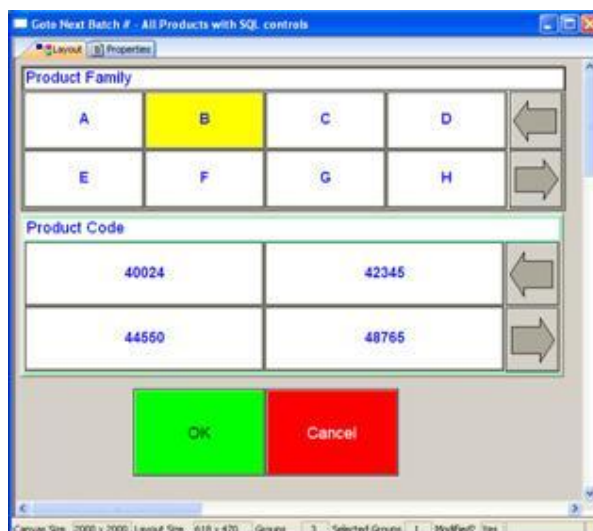 Goto Next Batch # - All Products with SQL controls
Layout Properties
Product Family
A B C D
E F G H
Product Code
40024 42345
44550 48765
OK Cancel
Canvas Size 2000 x 2000 Layout Size 618 x 420 Groups 3 Selected Groups 1 Modified? Yes